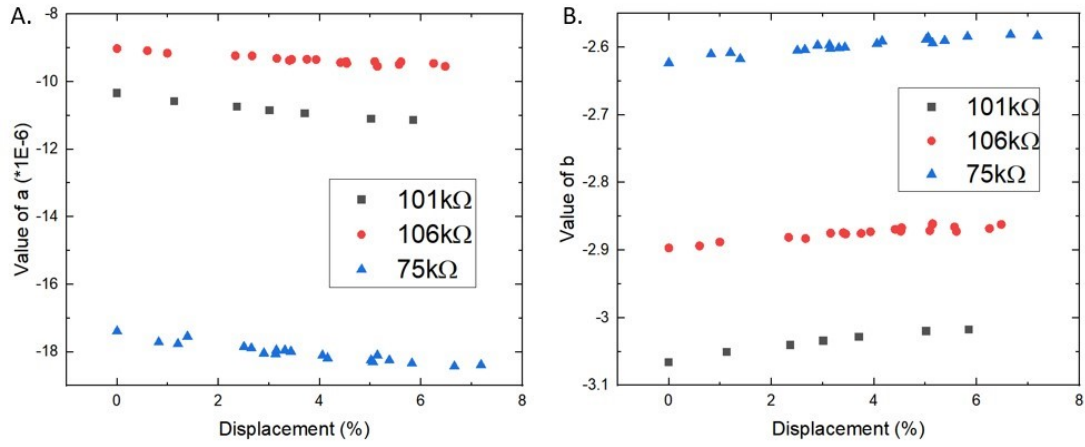 A.
Value of a (*1E-6)
-8
-10
-12
-14
-16
-18
0
2
4
6
8
Displacement (%)
101kΩ
106kΩ
75kΩ
B.
Value of b
-2.6
-2.7
-2.8
-2.9
-3
-3.1
0
2
4
6
8
Displacement (%)
101kΩ
106kΩ
75kΩ